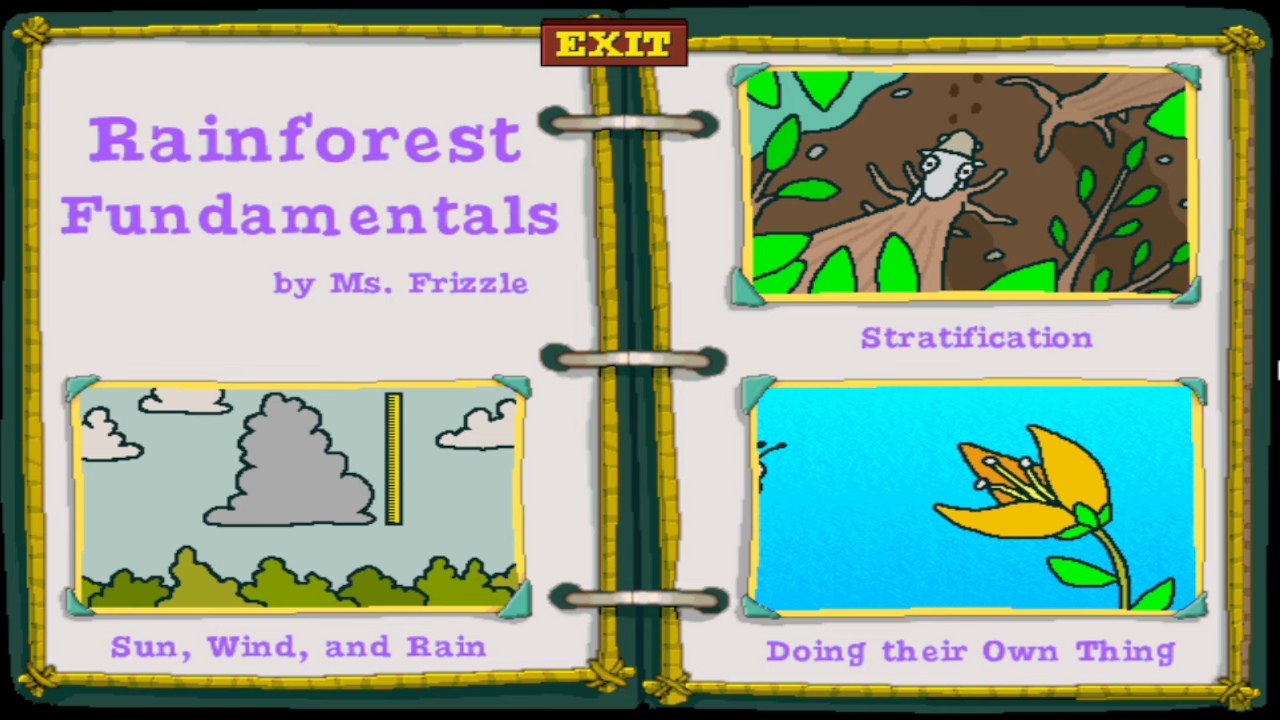 EXIT
Rainforest
Fundamentals
by Ms. Frizzle
Sun, Wind, and Rain
Stratification
Doing their Own Thing